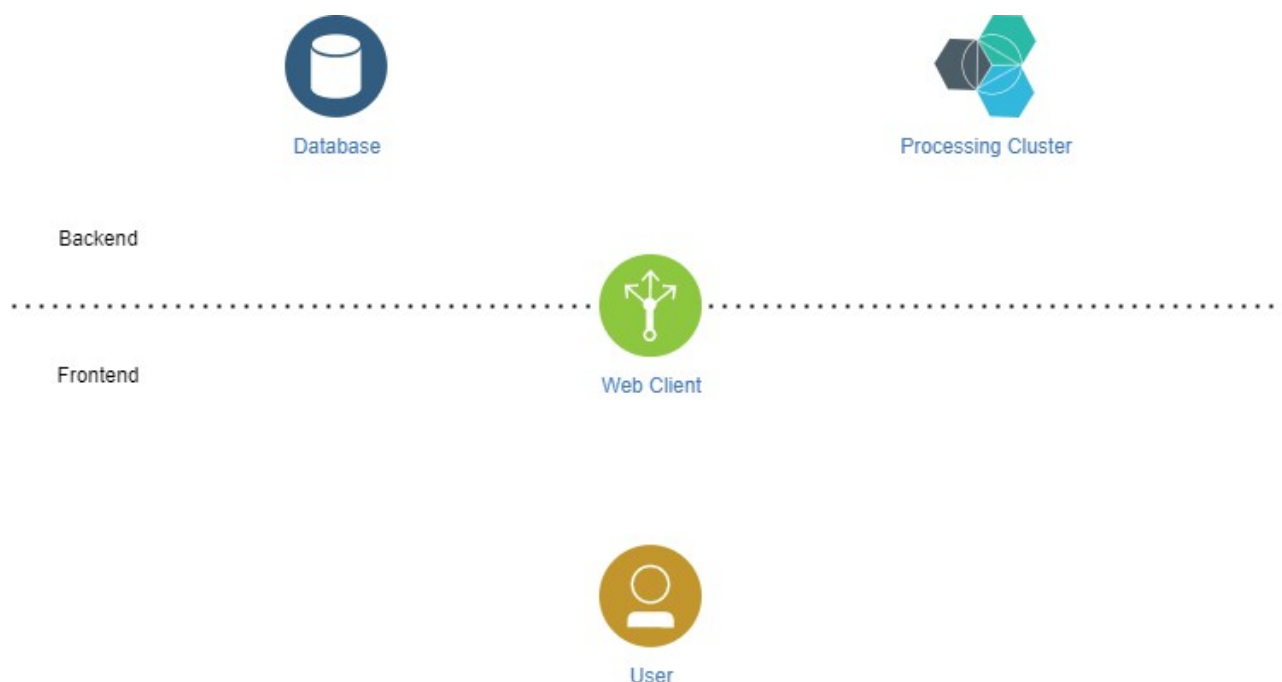 Database
Processing Cluster
Backend
Frontend
Web Client
User